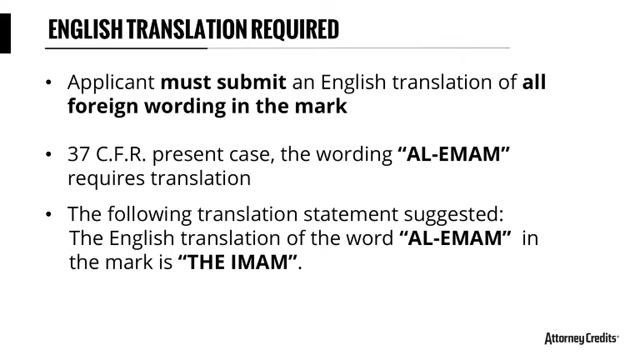 ENGLISH TRANSLATION REQUIRED
• Applicant must submit an English translation of all
foreign wording in the mark
• 37 C.F.R. present case, the wording “AL-EMAM”
requires translation
• The following translation statement suggested:
The English translation of the word “AL-EMAM” in
the mark is “THE IMAM”.
AttorneyCredits